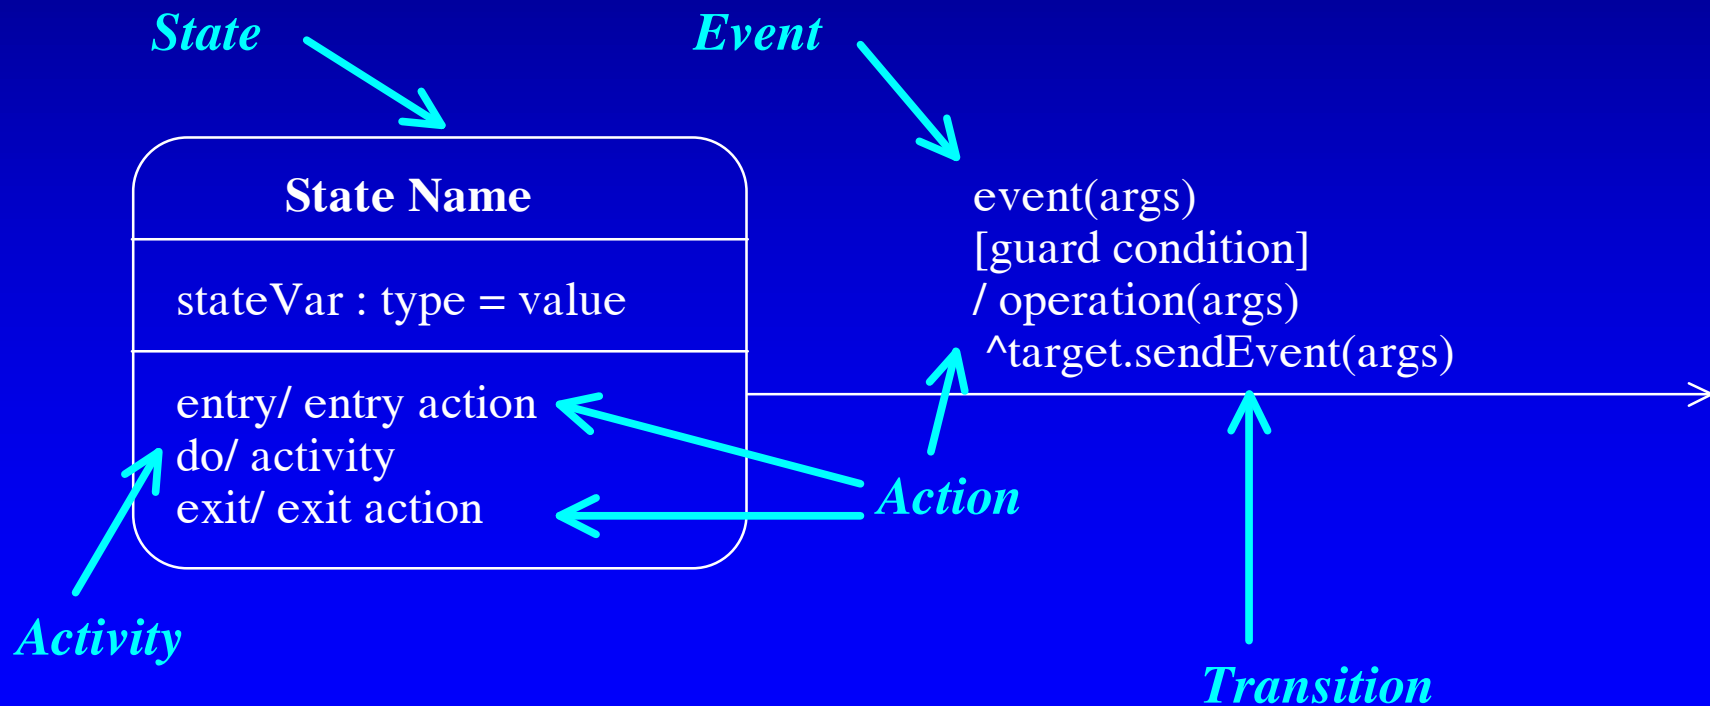 State
Event
State Name
stateVar : type = value
entry/ entry action
do/ activity
exit/ exit action
event(args)
[guard condition]
/ operation(args)
^target.sendEvent(args)
Action
Activity
Transition